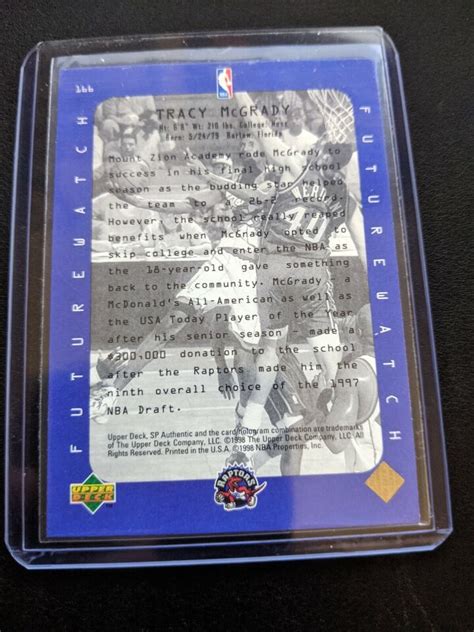 166
NBA
TRACY McGRADY
Ht: 6'8" Wt: 210 lbs. College: None
Born: 5/24/79 Bartow, Florida
Mount Zion Academy rode McGrady to
success in his final high school
season as the budding star helped
the team to a 26-2 record.
However, the school really reaped
benefits when McGrady opted to
skip college and enter the NBA as
the 18-year-old gave something
back to the community. McGrady - a
McDonald's All-American as well as
the USA Today Player of the Year
after his senior season - made a
$300,000 donation to the school
after the Raptors made him the
ninth overall choice of the 1997
NBA Draft.
FUTUREWATCH
FUTUREWATCH
Upper Deck, SP Authentic and the card/hologram combination are trademarks
of The Upper Deck Company, LLC. ©1998 The Upper Deck Company, LLC. All
Rights Reserved. Printed in the U.S.A. ©1998 NBA Properties, Inc.
UPPER
DECK
RAPTORS